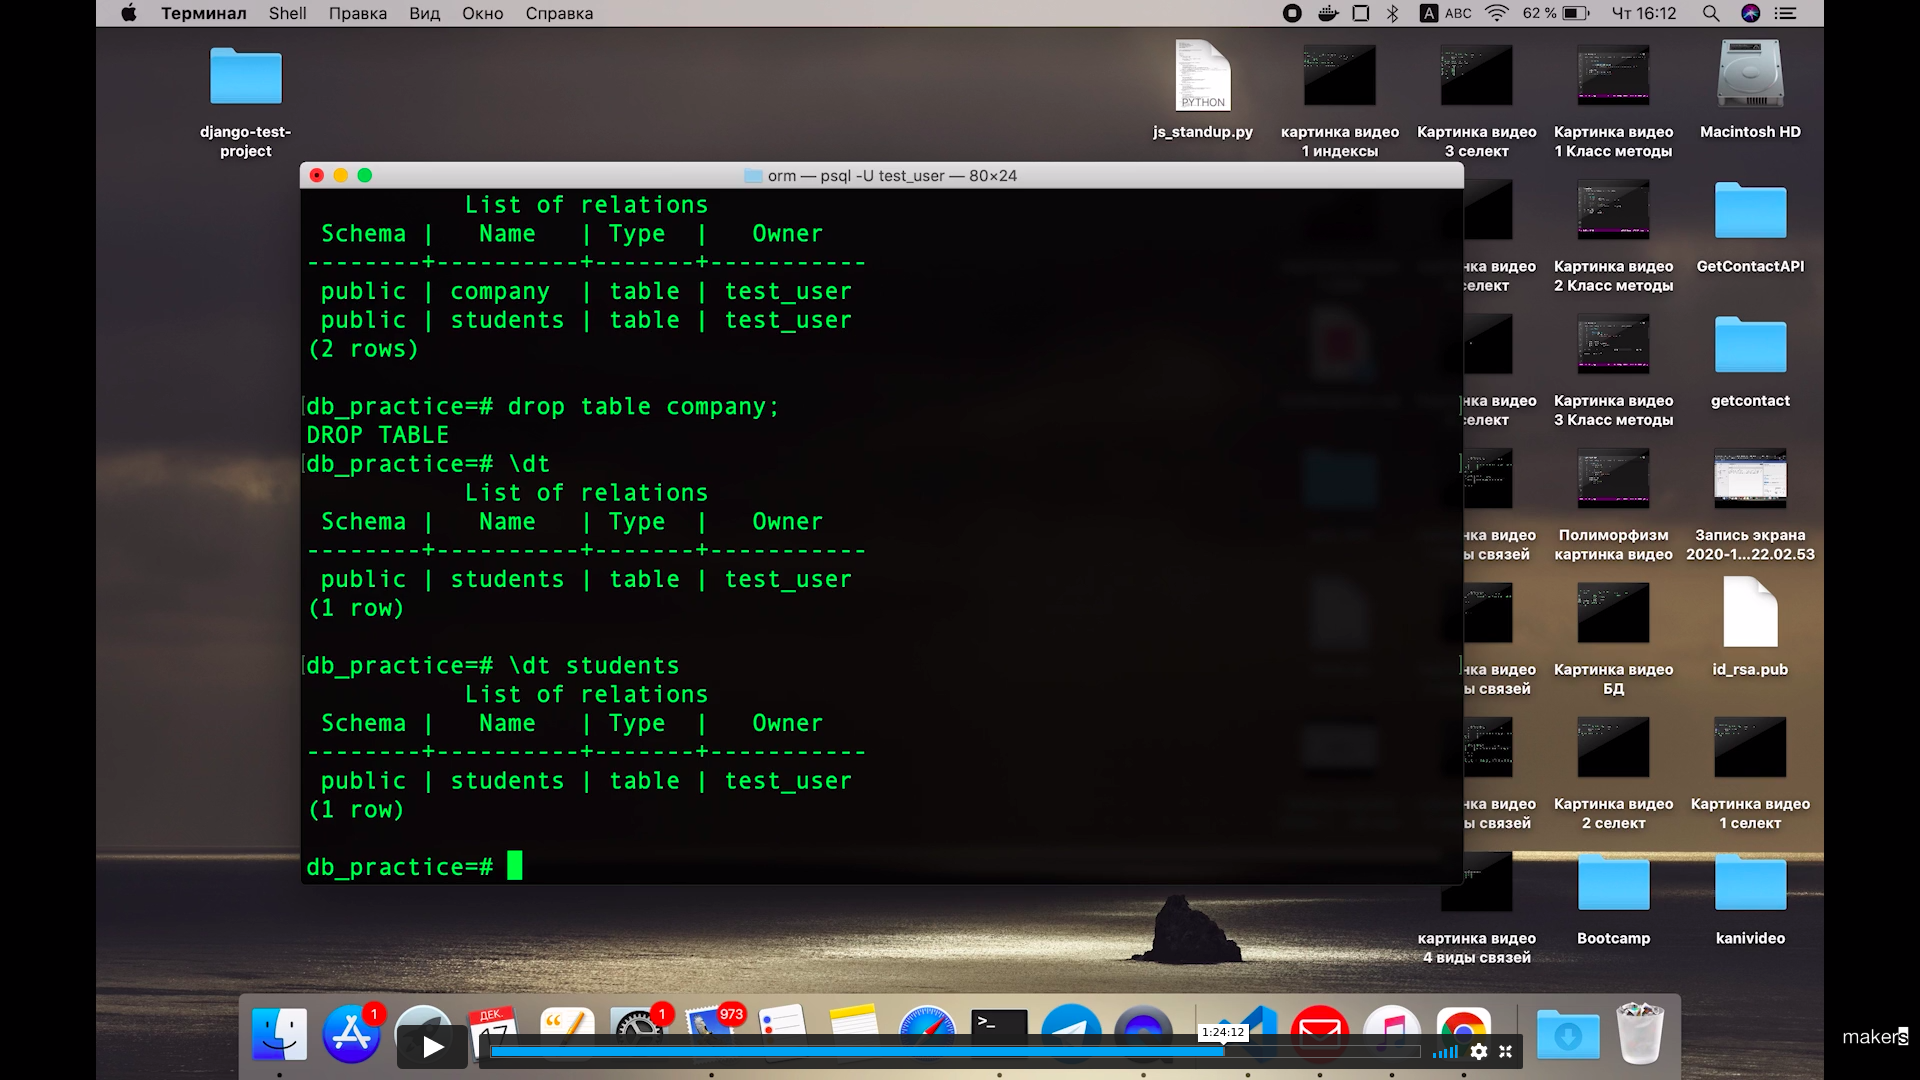 Терминал Shell Правка Вид Окно Справка
A ABC 62 % Чт 16:12
django-test-
project
PYTHON
js_standup.py
картинка видео
1 индексы
Картинка видео
3 селект
Картинка видео
1 Класс методы
Macintosh HD
orm — psql -U test_user — 80×24
List of relations
Schema | Name | Type | Owner
--------+----------+-------+-----------
public | company | table | test_user
public | students | table | test_user
(2 rows)
db_practice=# drop table company;
DROP TABLE
db_practice=# \dt
List of relations
Schema | Name | Type | Owner
--------+----------+-------+-----------
public | students | table | test_user
(1 row)
db_practice=# \dt students
List of relations
Schema | Name | Type | Owner
--------+----------+-------+-----------
public | students | table | test_user
(1 row)
db_practice=#
видео
Картинка видео
2 Класс методы
GetContactAPI
видео
Картинка видео
3 Класс методы
getcontact
видео
связей
Полиморфизм
картинка видео
Запись экрана
2020-1...22.02.53
видео
связей
Картинка видео
БД
id_rsa.pub
видео
связей
Картинка видео
2 селект
Картинка видео
1 селект
картинка видео
4 виды связей
Bootcamp
kanivideo
1
ДЕК.
17
1
973
>_
1:24:12
makers